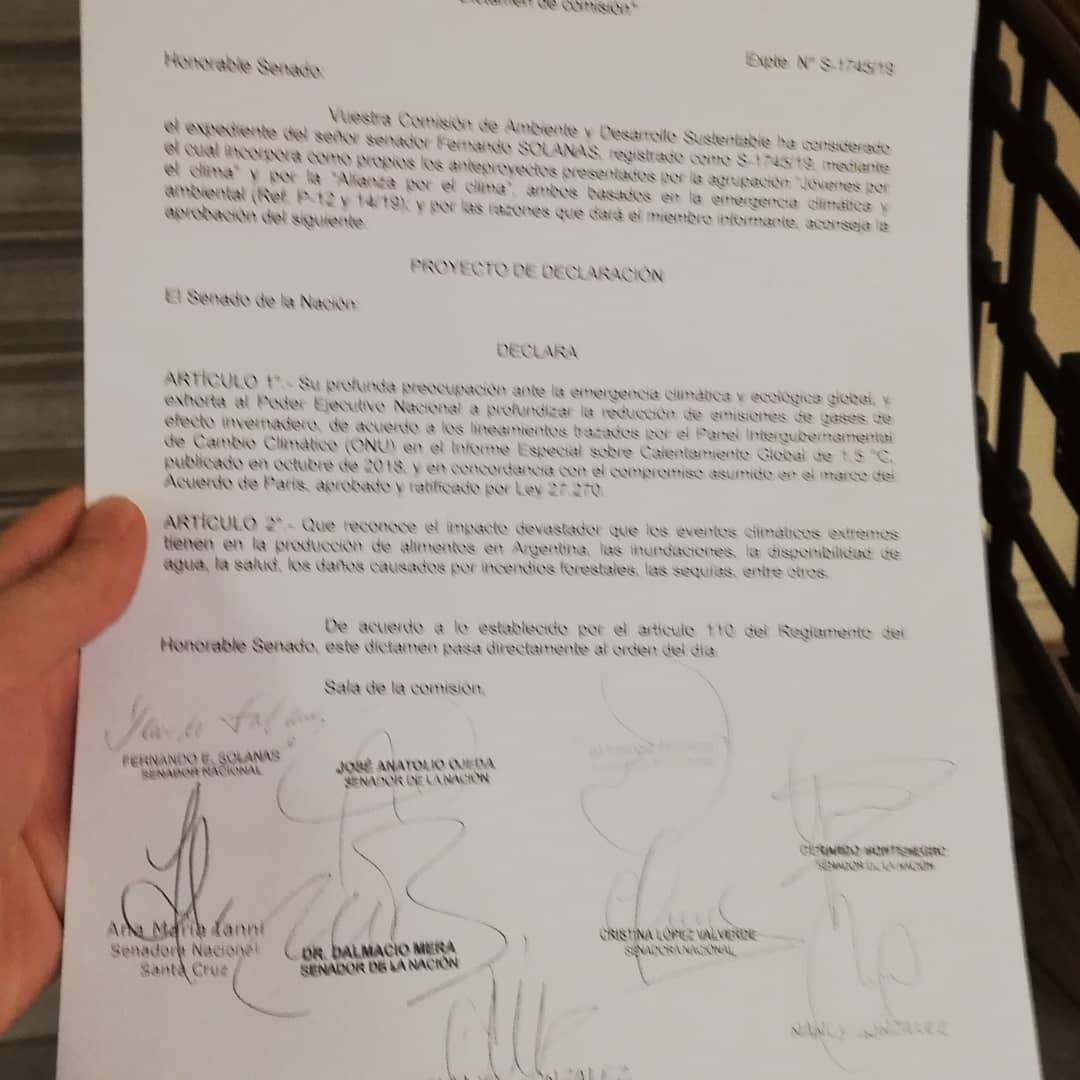 Dictamen de comisión"
Honorable Senado:
Expte. N° S-1745/19
Vuestra Comisión de Ambiente y Desarrollo Sustentable ha considerado
el expediente del señor senador Fernando SOLANAS, registrado como S-1745/19, mediante
el cual incorpora como propios los anteproyectos presentados por la agrupación "Jóvenes por
el clima" y por la "Alianza por el clima", ambos basados en la emergencia climática y
ambiental (Ref. P-12 y 14/19); y por las razones que dará el miembro informante, aconseja la
aprobación del siguiente:
PROYECTO DE DECLARACIÓN
El Senado de la Nación:
DECLARA
ARTÍCULO 1°.- Su profunda preocupación ante la emergencia climática y ecológica global, y
exhorta al Poder Ejecutivo Nacional a profundizar la reducción de emisiones de gases de
efecto invernadero, de acuerdo a los lineamientos trazados por el Panel Intergubernamental
de Cambio Climático (ONU) en el Informe Especial sobre Calentamiento Global de 1,5 °C,
publicado en octubre de 2018, y en concordancia con el compromiso asumido en el marco del
Acuerdo de París, aprobado y ratificado por Ley 27.270.
ARTÍCULO 2°.- Que reconoce el impacto devastador que los eventos climáticos extremos
tienen en la producción de alimentos en Argentina, las inundaciones, la disponibilidad de
agua, la salud, los daños causados por incendios forestales, las sequías, entre otros.
De acuerdo a lo establecido por el artículo 110 del Reglamento del
Honorable Senado, este dictamen pasa directamente al orden del día.
Sala de la comisión,
FERNANDO E. SOLANAS
SENADOR NACIONAL
JOSÉ ANATOLIO OJEDA
SENADOR DE LA NACIÓN
GERARDO MONTENEGRO
SENADOR DE LA NACIÓN
Ana María Ianni
Senadora Nacional
Santa Cruz
DR. DALMACIO MERA
SENADOR DE LA NACIÓN
CRISTINA LÓPEZ VALVERDE
SENADORA NACIONAL
NANCY GONZALEZ